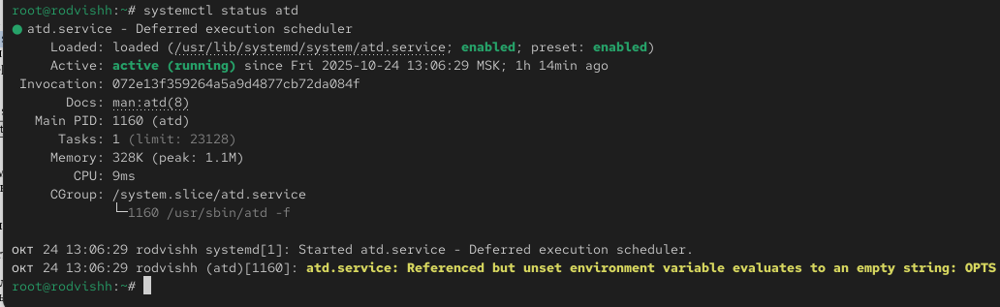 root@rodvishh:~# systemctl status atd
● atd.service - Deferred execution scheduler
Loaded: loaded (/usr/lib/systemd/system/atd.service; enabled; preset: enabled)
Active: active (running) since Fri 2025-10-24 13:06:29 MSK; 1h 14min ago
Invocation: 072e13f359264a5a9d4877cb72da084f
Docs: man:atd(8)
Main PID: 1160 (atd)
Tasks: 1 (limit: 23128)
Memory: 328K (peak: 1.1M)
CPU: 9ms
CGroup: /system.slice/atd.service
└─1160 /usr/sbin/atd -f
окт 24 13:06:29 rodvishh systemd[1]: Started atd.service - Deferred execution scheduler.
окт 24 13:06:29 rodvishh (atd)[1160]: atd.service: Referenced but unset environment variable evaluates to an empty string: OPTS
root@rodvishh:~#